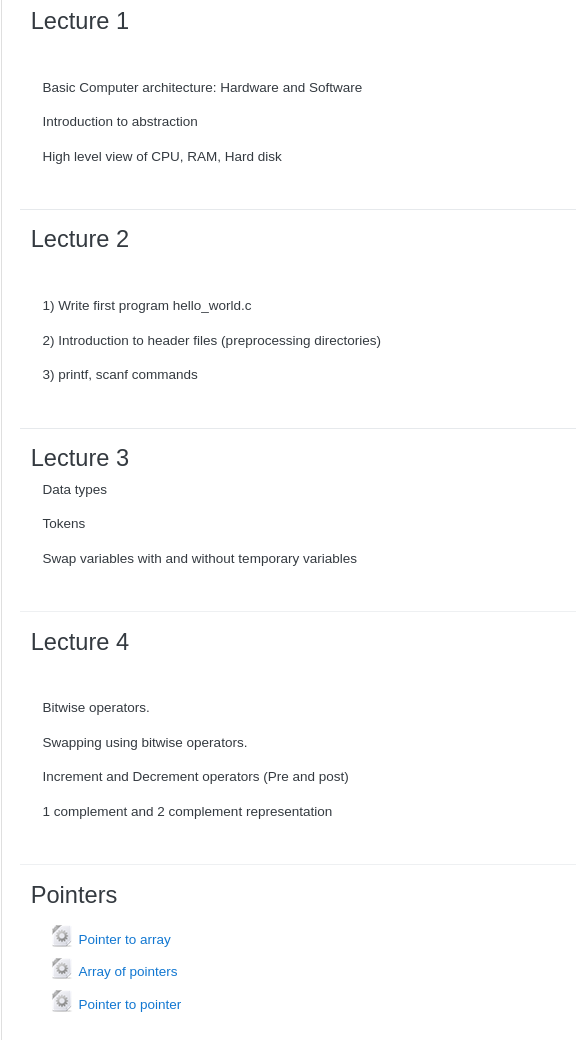 Lecture 1
Basic Computer architecture: Hardware and Software
Introduction to abstraction
High level view of CPU, RAM, Hard disk
Lecture 2
1) Write first program hello_world.c
2) Introduction to header files (preprocessing directories)
3) printf, scanf commands
Lecture 3
Data types
Tokens
Swap variables with and without temporary variables
Lecture 4
Bitwise operators.
Swapping using bitwise operators.
Increment and Decrement operators (Pre and post)
1 complement and 2 complement representation
Pointers
Pointer to array
Array of pointers
Pointer to pointer